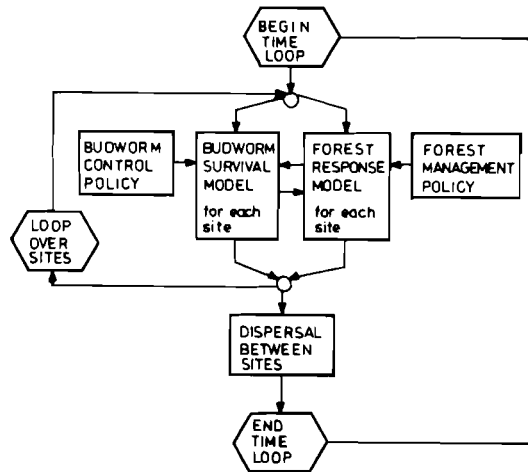 BEGIN
TIME
LOOP
BUDWORM
CONTROL
POLICY
BUDWORM
SURVIVAL
MODEL
for each
site
FOREST
RESPONSE
MODEL
for each
site
FOREST
MANAGEMENT
POLICY
LOOP
OVER
SITES
DISPERSAL
BETWEEN
SITES
END
TIME
LOOP